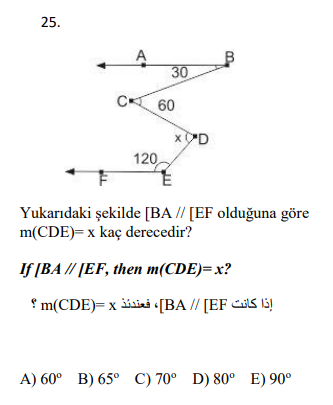 25.
A
B
30
C
60
x
D
120
F
E
Yukarıdaki şekilde [BA // [EF olduğuna göre
m(CDE)= x kaç derecedir?
If [BA // [EF, then m(CDE)= x?
إذا كانت BA // [EF]، فعندئذ m(CDE)= x ؟
A) 60° B) 65° C) 70° D) 80° E) 90°